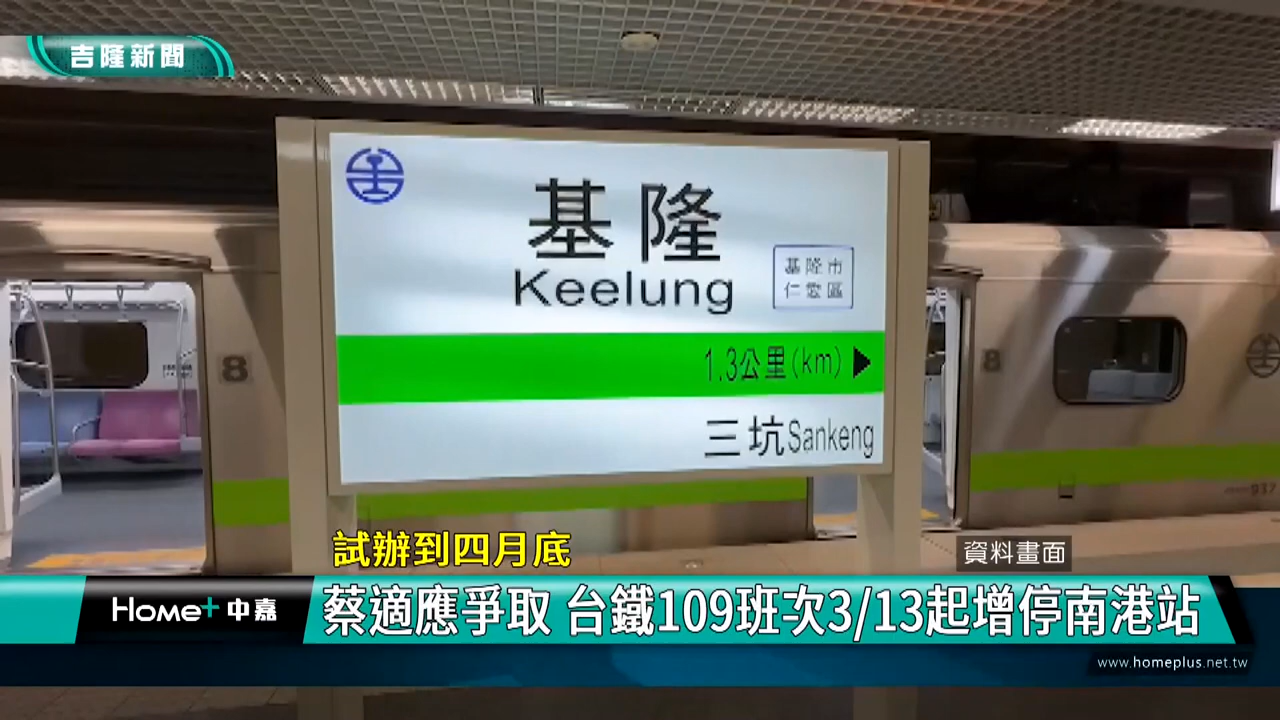 吉隆新聞
基隆
Keelung
基隆市
仁愛區
1.3公里(km)
三坑Sankeng
8
8
937
試辦到四月底
資料畫面
Home+中嘉
蔡適應爭取 台鐵109班次3/13起增停南港站
www.homeplus.net.tw